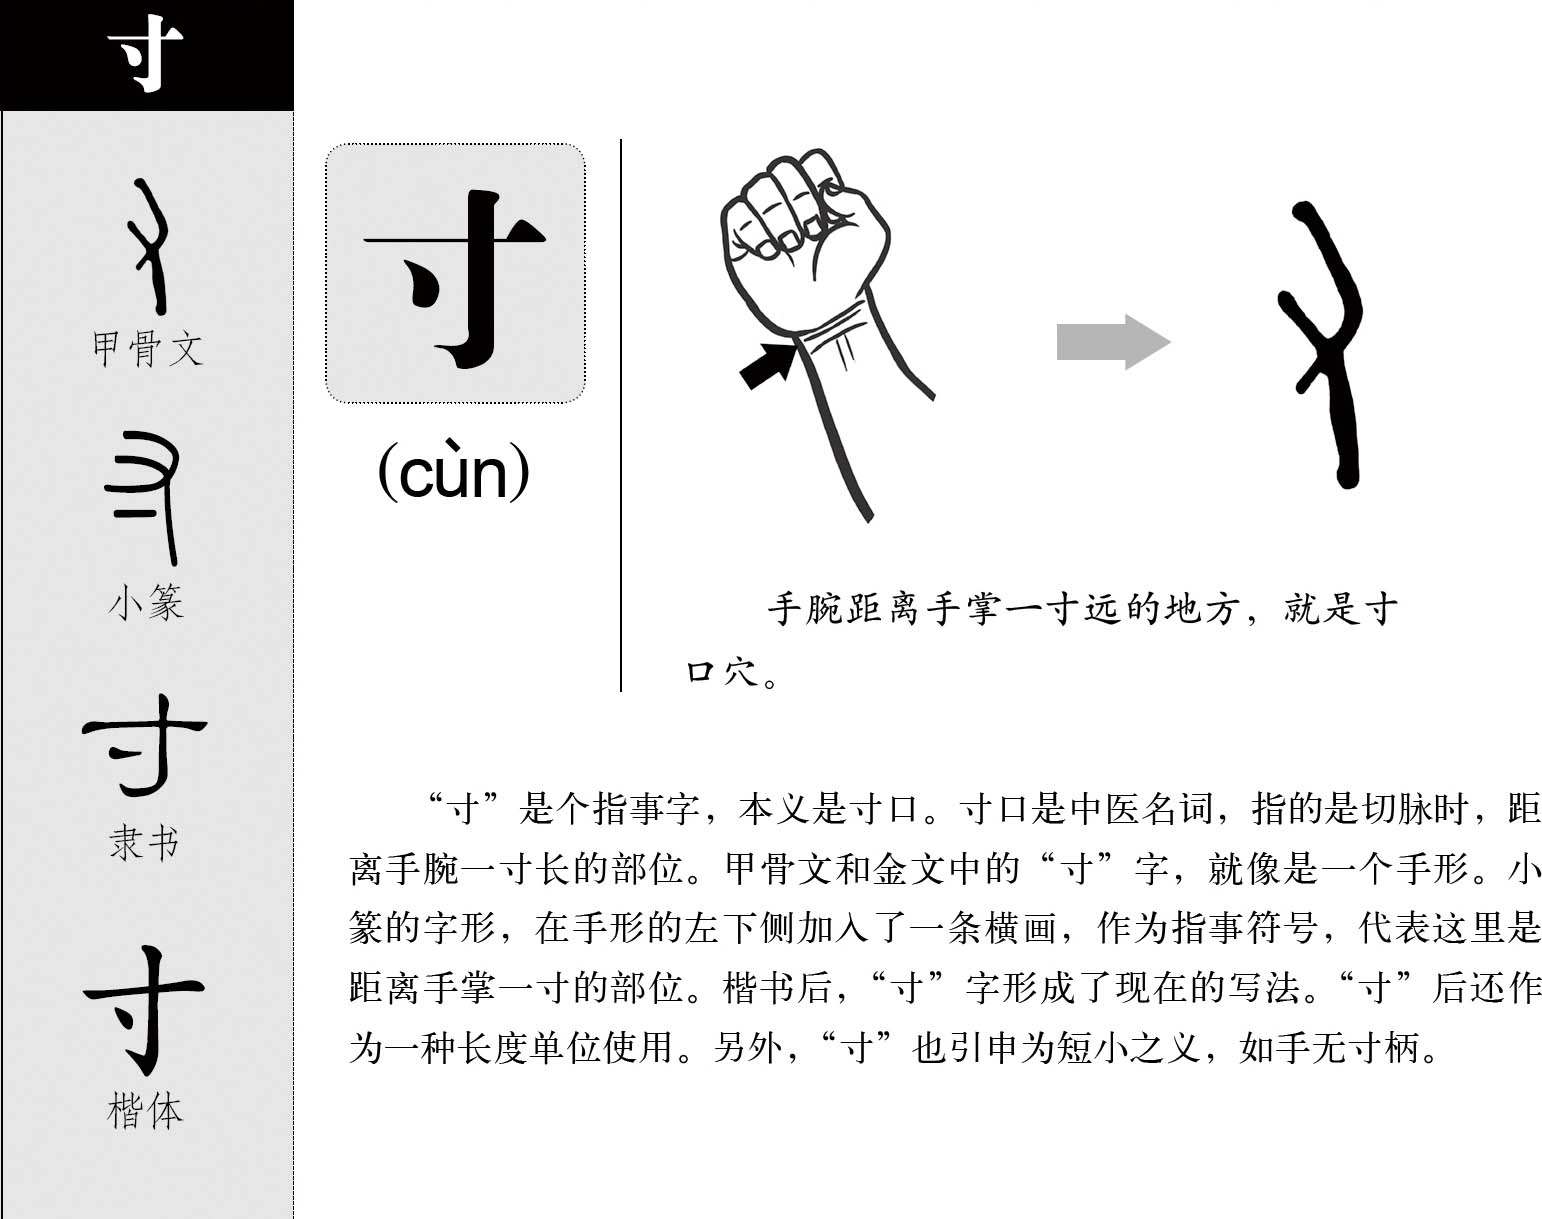 寸
甲骨文
小篆
隶书
楷体
寸
(cùn)
手腕距离手掌一寸远的地方，就是寸
口穴。
“寸”是个指事字，本义是寸口。寸口是中医名词，指的是切脉时，距
离手腕一寸长的部位。甲骨文和金文中的“寸”字，就像是一个手形。小
篆的字形，在手形的左下侧加入了一条横画，作为指事符号，代表这里是
距离手掌一寸的部位。楷书后，“寸”字形成了现在的写法。“寸”后还作
为一种长度单位使用。另外，“寸”也引申为短小之义，如手无寸柄。